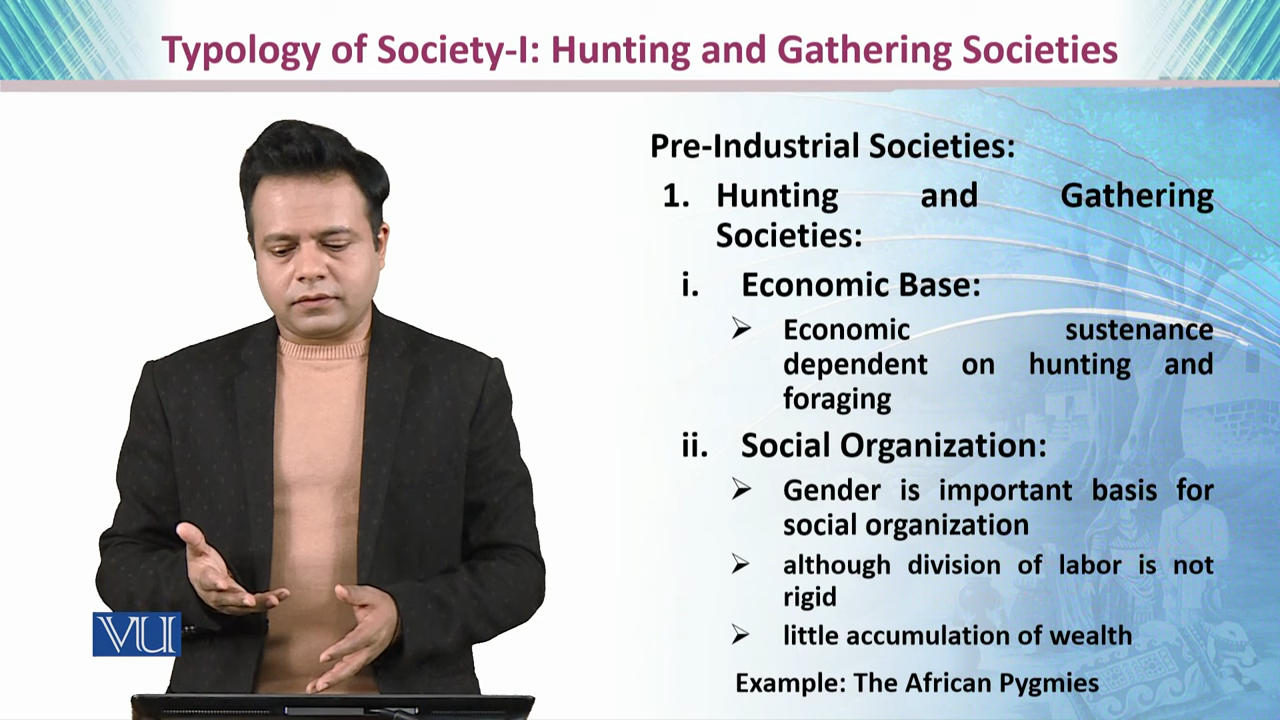 Typology of Society-I: Hunting and Gathering Societies
Pre-Industrial Societies:
1. Hunting and Gathering
Societies:
i. Economic Base:
➢ Economic sustenance
dependent on hunting and
foraging
ii. Social Organization:
➢ Gender is important basis for
social organization
➢ although division of labor is not
rigid
➢ little accumulation of wealth
Example: The African Pygmies
VU